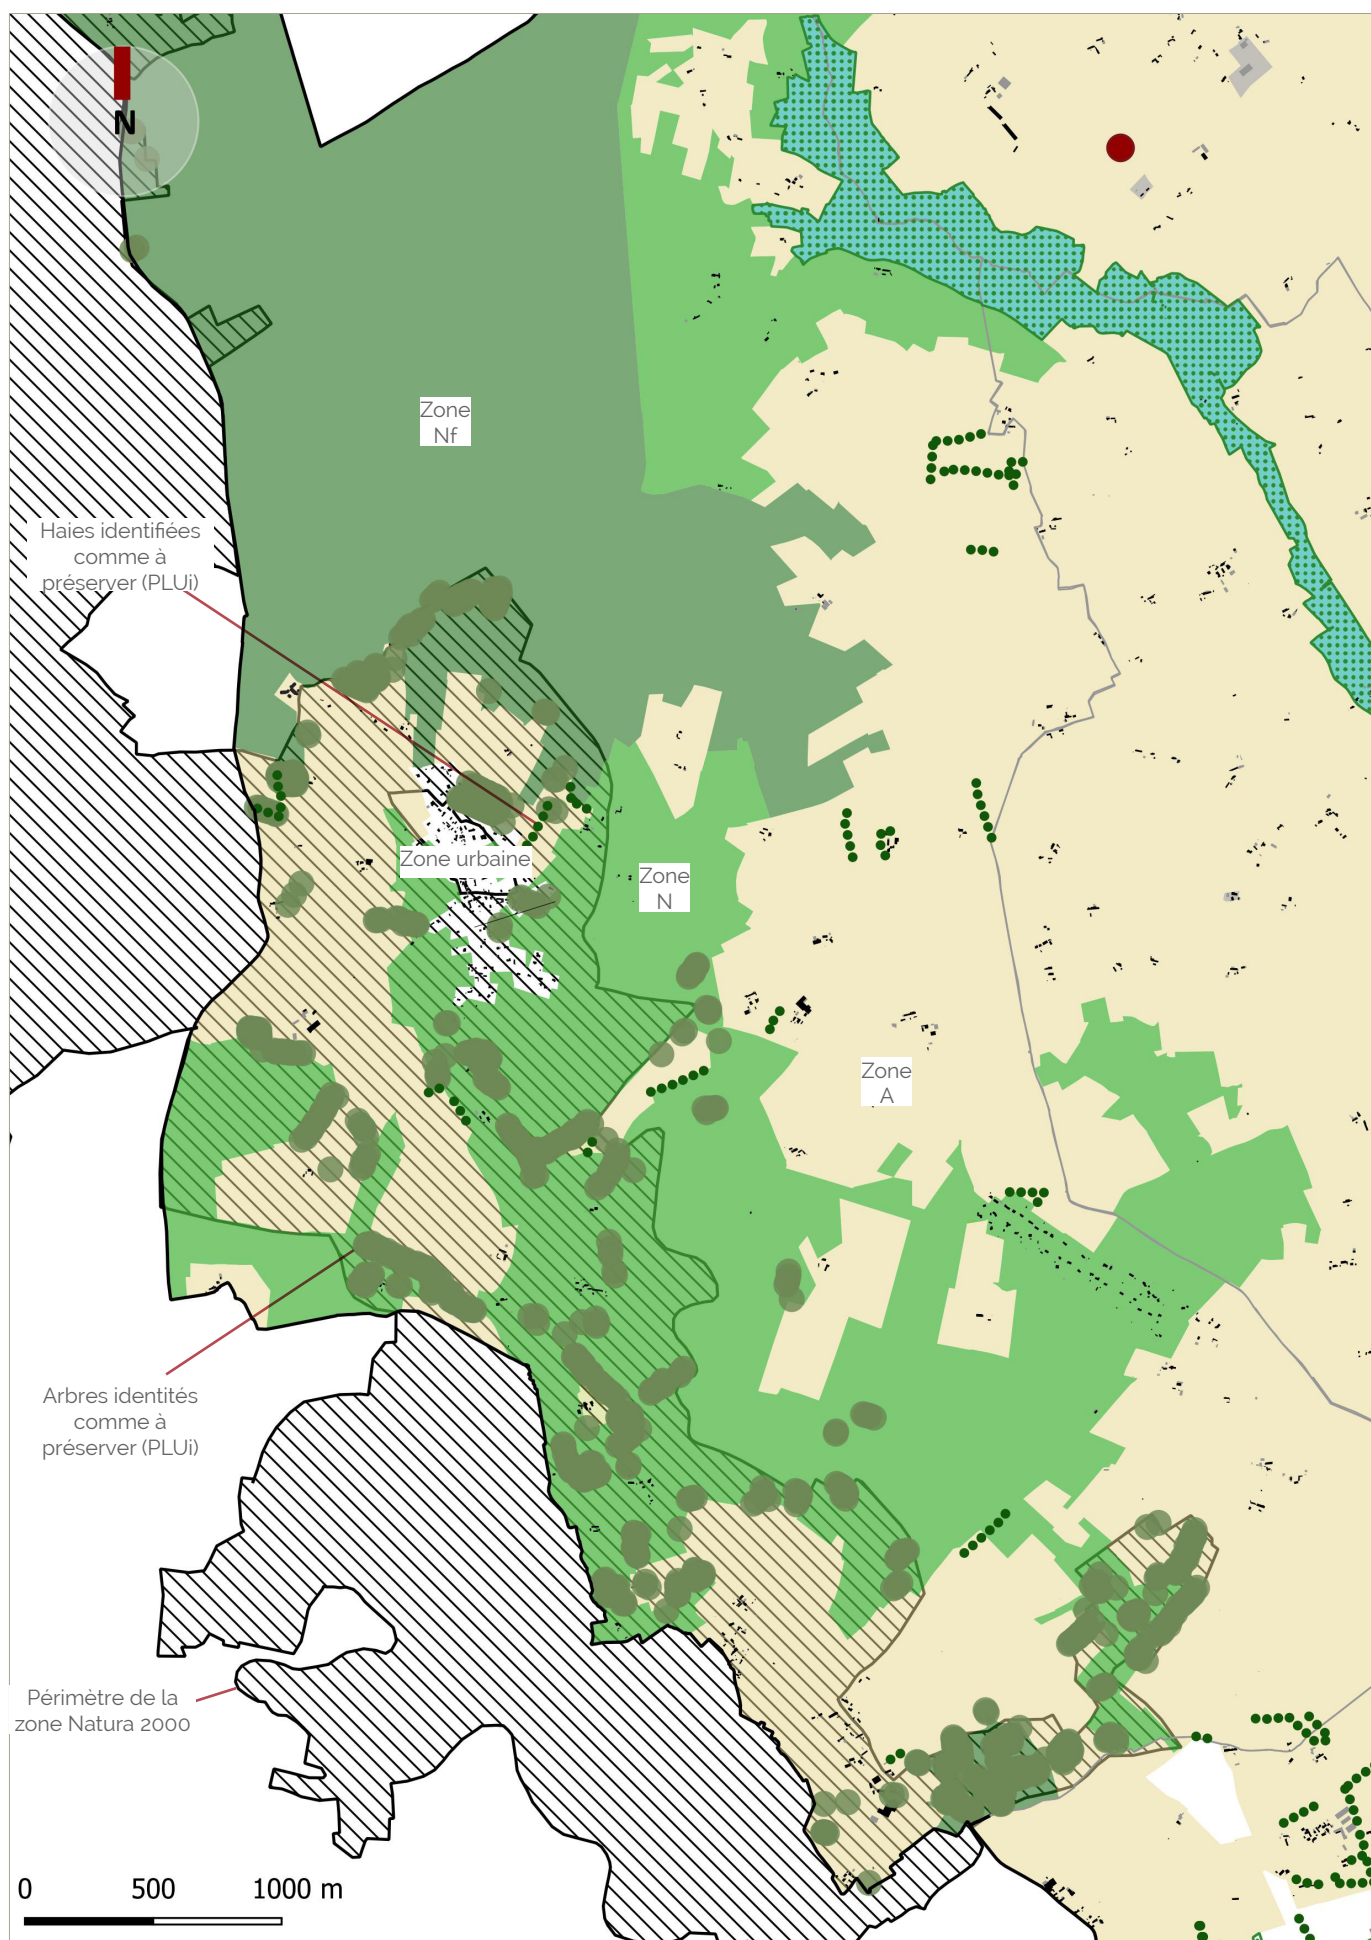 N
Zone
Nf
Haies identifiées
comme à
préserver (PLUi)
Zone urbaine
Zone
N
Zone
A
Arbres identités
comme à
préserver (PLUi)
Périmètre de la
zone Natura 2000
0 500 1000 m